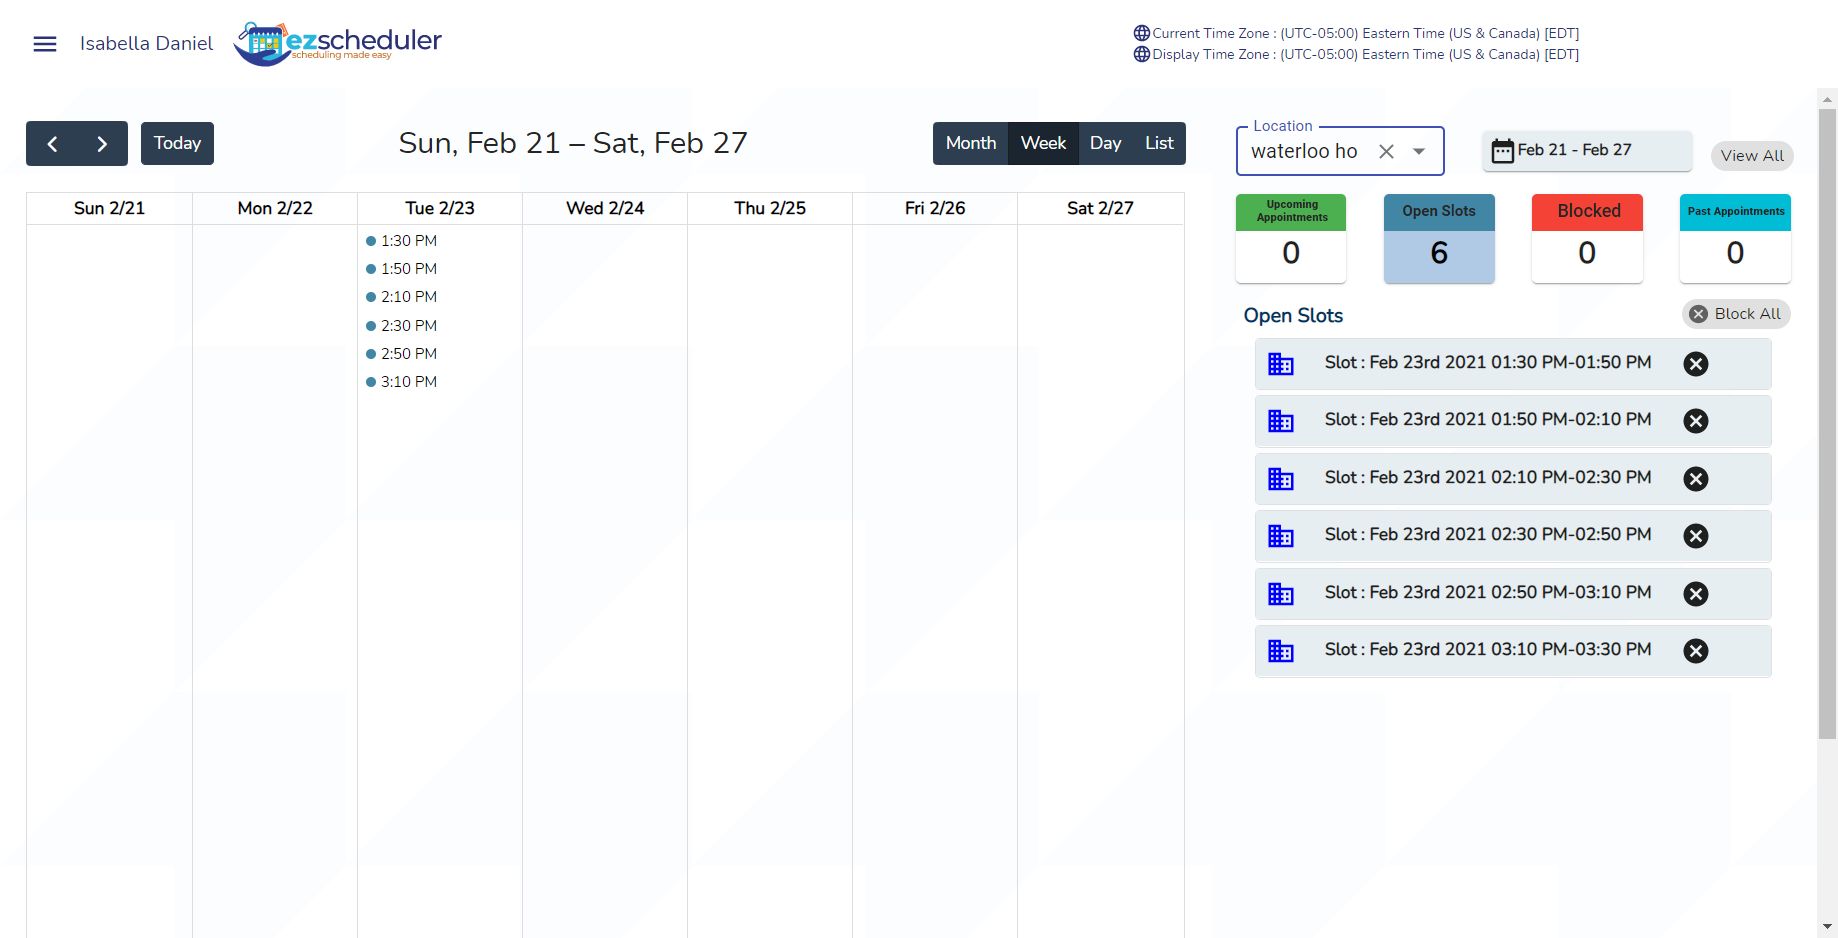 Isabella Daniel
ezscheduler
scheduling made easy
Current Time Zone : (UTC-05:00) Eastern Time (US & Canada) [EDT]
Display Time Zone : (UTC-05:00) Eastern Time (US & Canada) [EDT]
Today
Sun, Feb 21 – Sat, Feb 27
Month Week Day List
Sun 2/21 Mon 2/22 Tue 2/23 Wed 2/24 Thu 2/25 Fri 2/26 Sat 2/27
1:30 PM
1:50 PM
2:10 PM
2:30 PM
2:50 PM
3:10 PM
Location
waterloo ho
Feb 21 - Feb 27
View All
Upcoming
Appointments
0
Open Slots
6
Blocked
0
Past Appointments
0
Open Slots
Block All
Slot : Feb 23rd 2021 01:30 PM-01:50 PM
Slot : Feb 23rd 2021 01:50 PM-02:10 PM
Slot : Feb 23rd 2021 02:10 PM-02:30 PM
Slot : Feb 23rd 2021 02:30 PM-02:50 PM
Slot : Feb 23rd 2021 02:50 PM-03:10 PM
Slot : Feb 23rd 2021 03:10 PM-03:30 PM